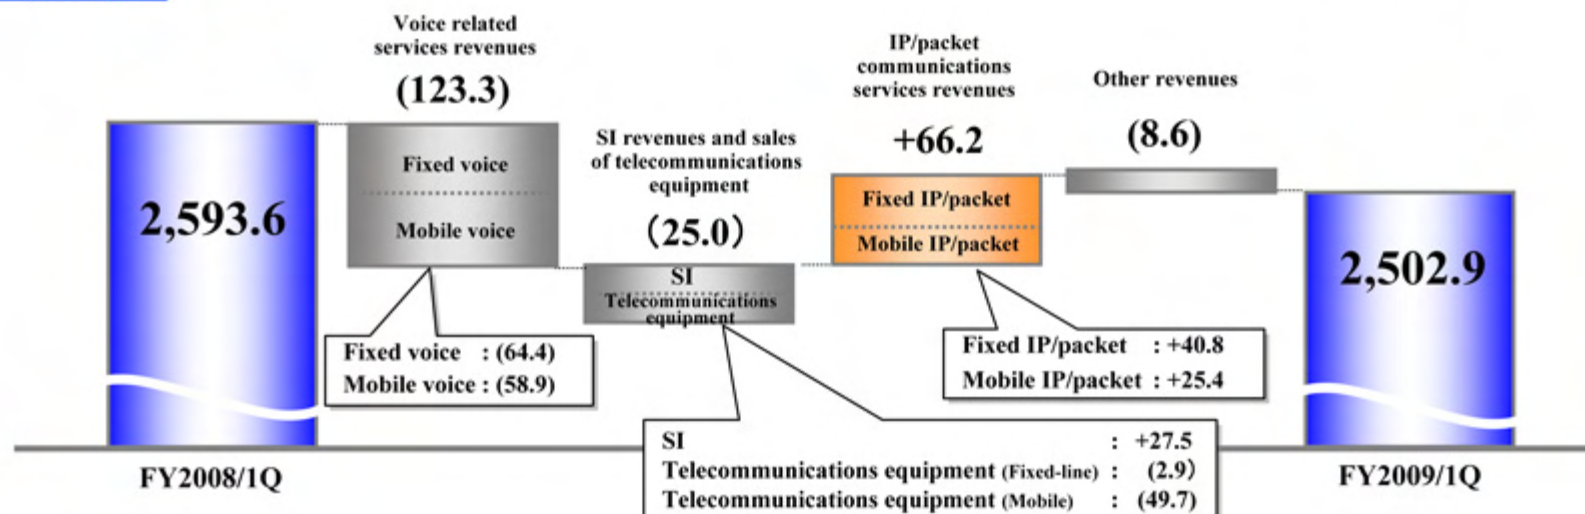 Voice related
services revenues
(123.3)
IP/packet
communications
services revenues
+66.2
Other revenues
(8.6)
SI revenues and sales
of telecommunications
equipment
(25.0)
2,593.6
Fixed voice
Mobile voice
SI
Telecommunications
equipment
Fixed IP/packet
Mobile IP/packet
2,502.9
Fixed voice : (64.4)
Mobile voice : (58.9)
Fixed IP/packet : +40.8
Mobile IP/packet : +25.4
SI : +27.5
Telecommunications equipment (Fixed-line) : (2.9)
Telecommunications equipment (Mobile) : (49.7)
FY2008/1Q
FY2009/1Q